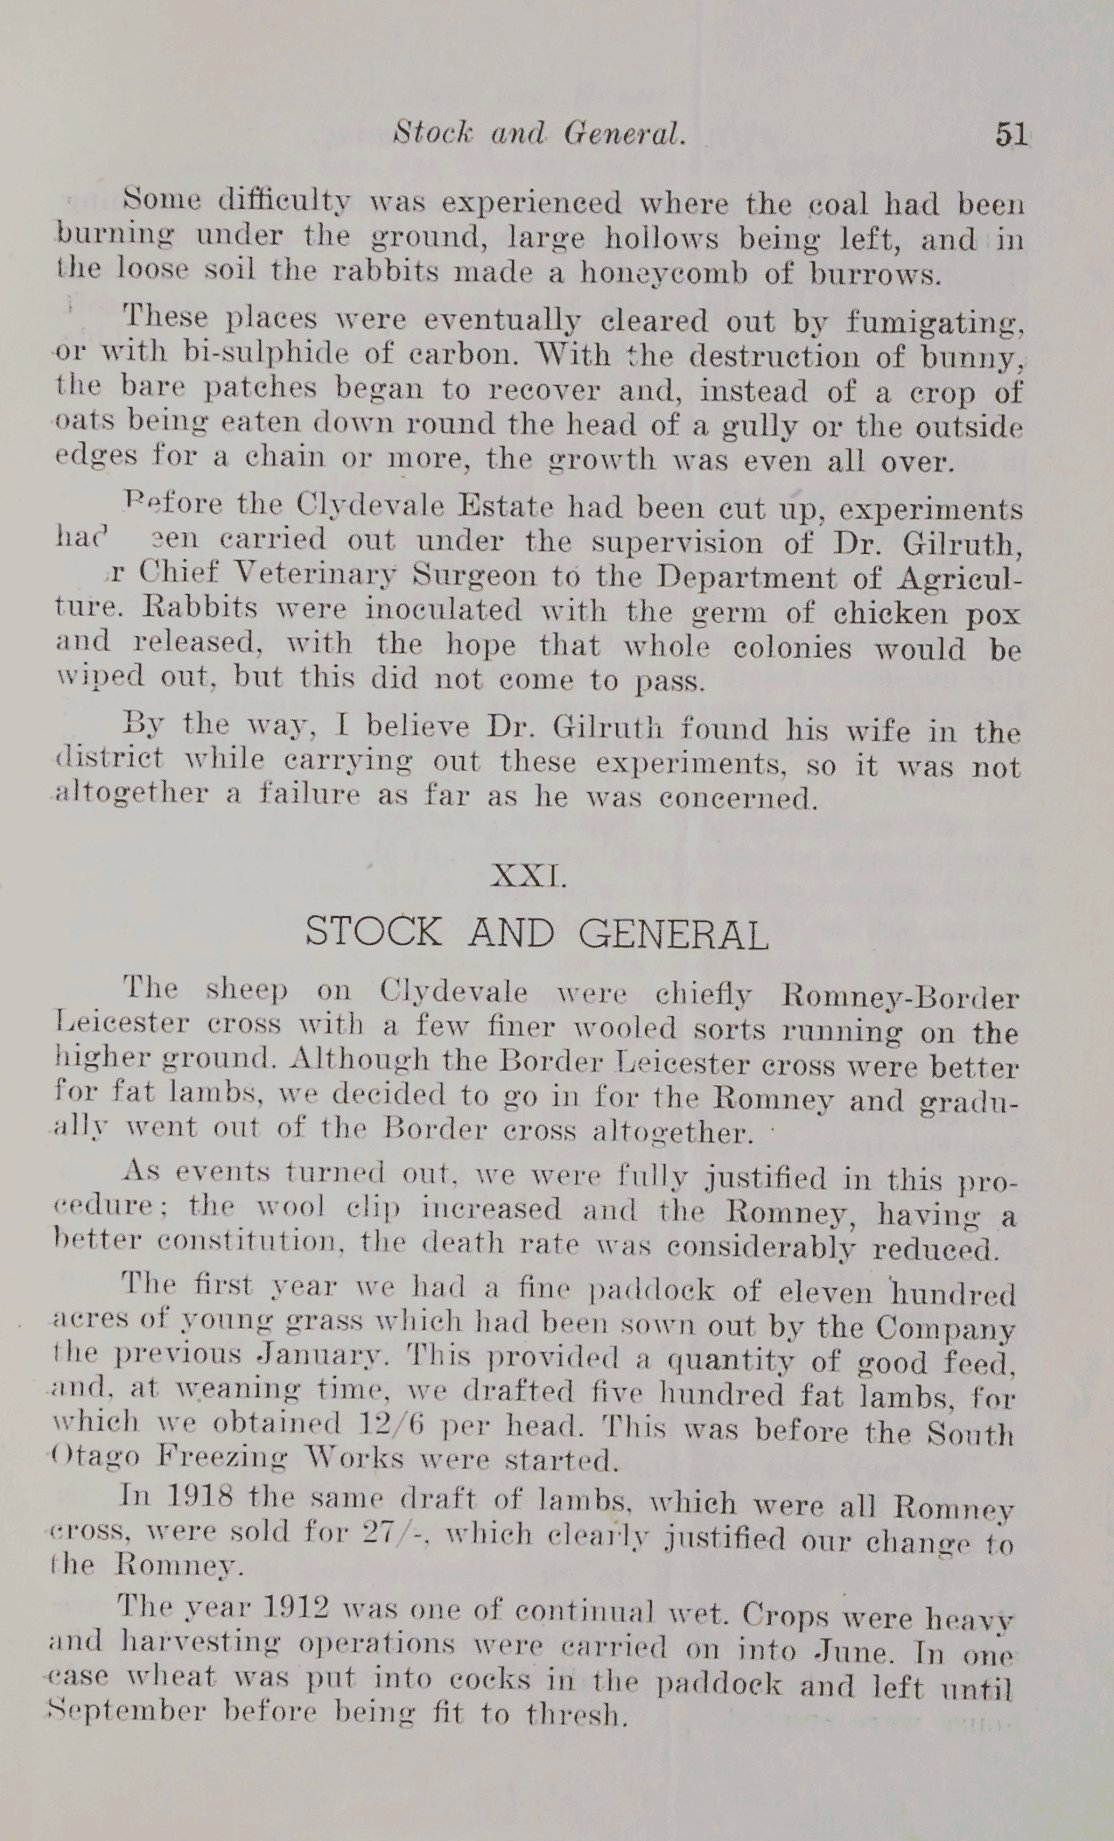 Stock and General. 51
Some difficulty was experienced where the coal had been
burning under the ground, large hollows being left, and in
the loose soil the rabbits made a honeycomb of burrows.
These places were eventually cleared out by fumigating,
or with bi-sulphide of carbon. With the destruction of bunny,
the bare patches began to recover and, instead of a crop of
oats being eaten down round the head of a gully or the outside
edges for a chain or more, the growth was even all over.
Before the Clydevale Estate had been cut up, experiments
had een carried out under the supervision of Dr. Gilruth,
r Chief Veterinary Surgeon to the Department of Agricul-
ture. Rabbits were inoculated with the germ of chicken pox
and released, with the hope that whole colonies would be
wiped out, but this did not come to pass.
By the way, I believe Dr. Gilruth found his wife in the
district while carrying out these experiments, so it was not
altogether a failure as far as he was concerned.
XXI.
STOCK AND GENERAL
The sheep on Clydevale were chiefly Romney-Border
Leicester cross with a few finer wooled sorts running on the
higher ground. Although the Border Leicester cross were better
for fat lambs, we decided to go in for the Romney and gradu-
ally went out of the Border cross altogether.
As events turned out, we were fully justified in this pro-
cedure; the wool clip increased and the Romney, having a
better constitution, the death rate was considerably reduced.
The first year we had a fine paddock of eleven hundred
acres of young grass which had been sown out by the Company
the previous January. This provided a quantity of good feed,
and, at weaning time, we drafted five hundred fat lambs, for
which we obtained 12/6 per head. This was before the South
Otago Freezing Works were started.
In 1918 the same draft of lambs, which were all Romney
cross, were sold for 27/-, which clearly justified our change to
the Romney.
The year 1912 was one of continual wet. Crops were heavy
and harvesting operations were carried on into June. In one
case wheat was put into cocks in the paddock and left until
September before being fit to thresh.